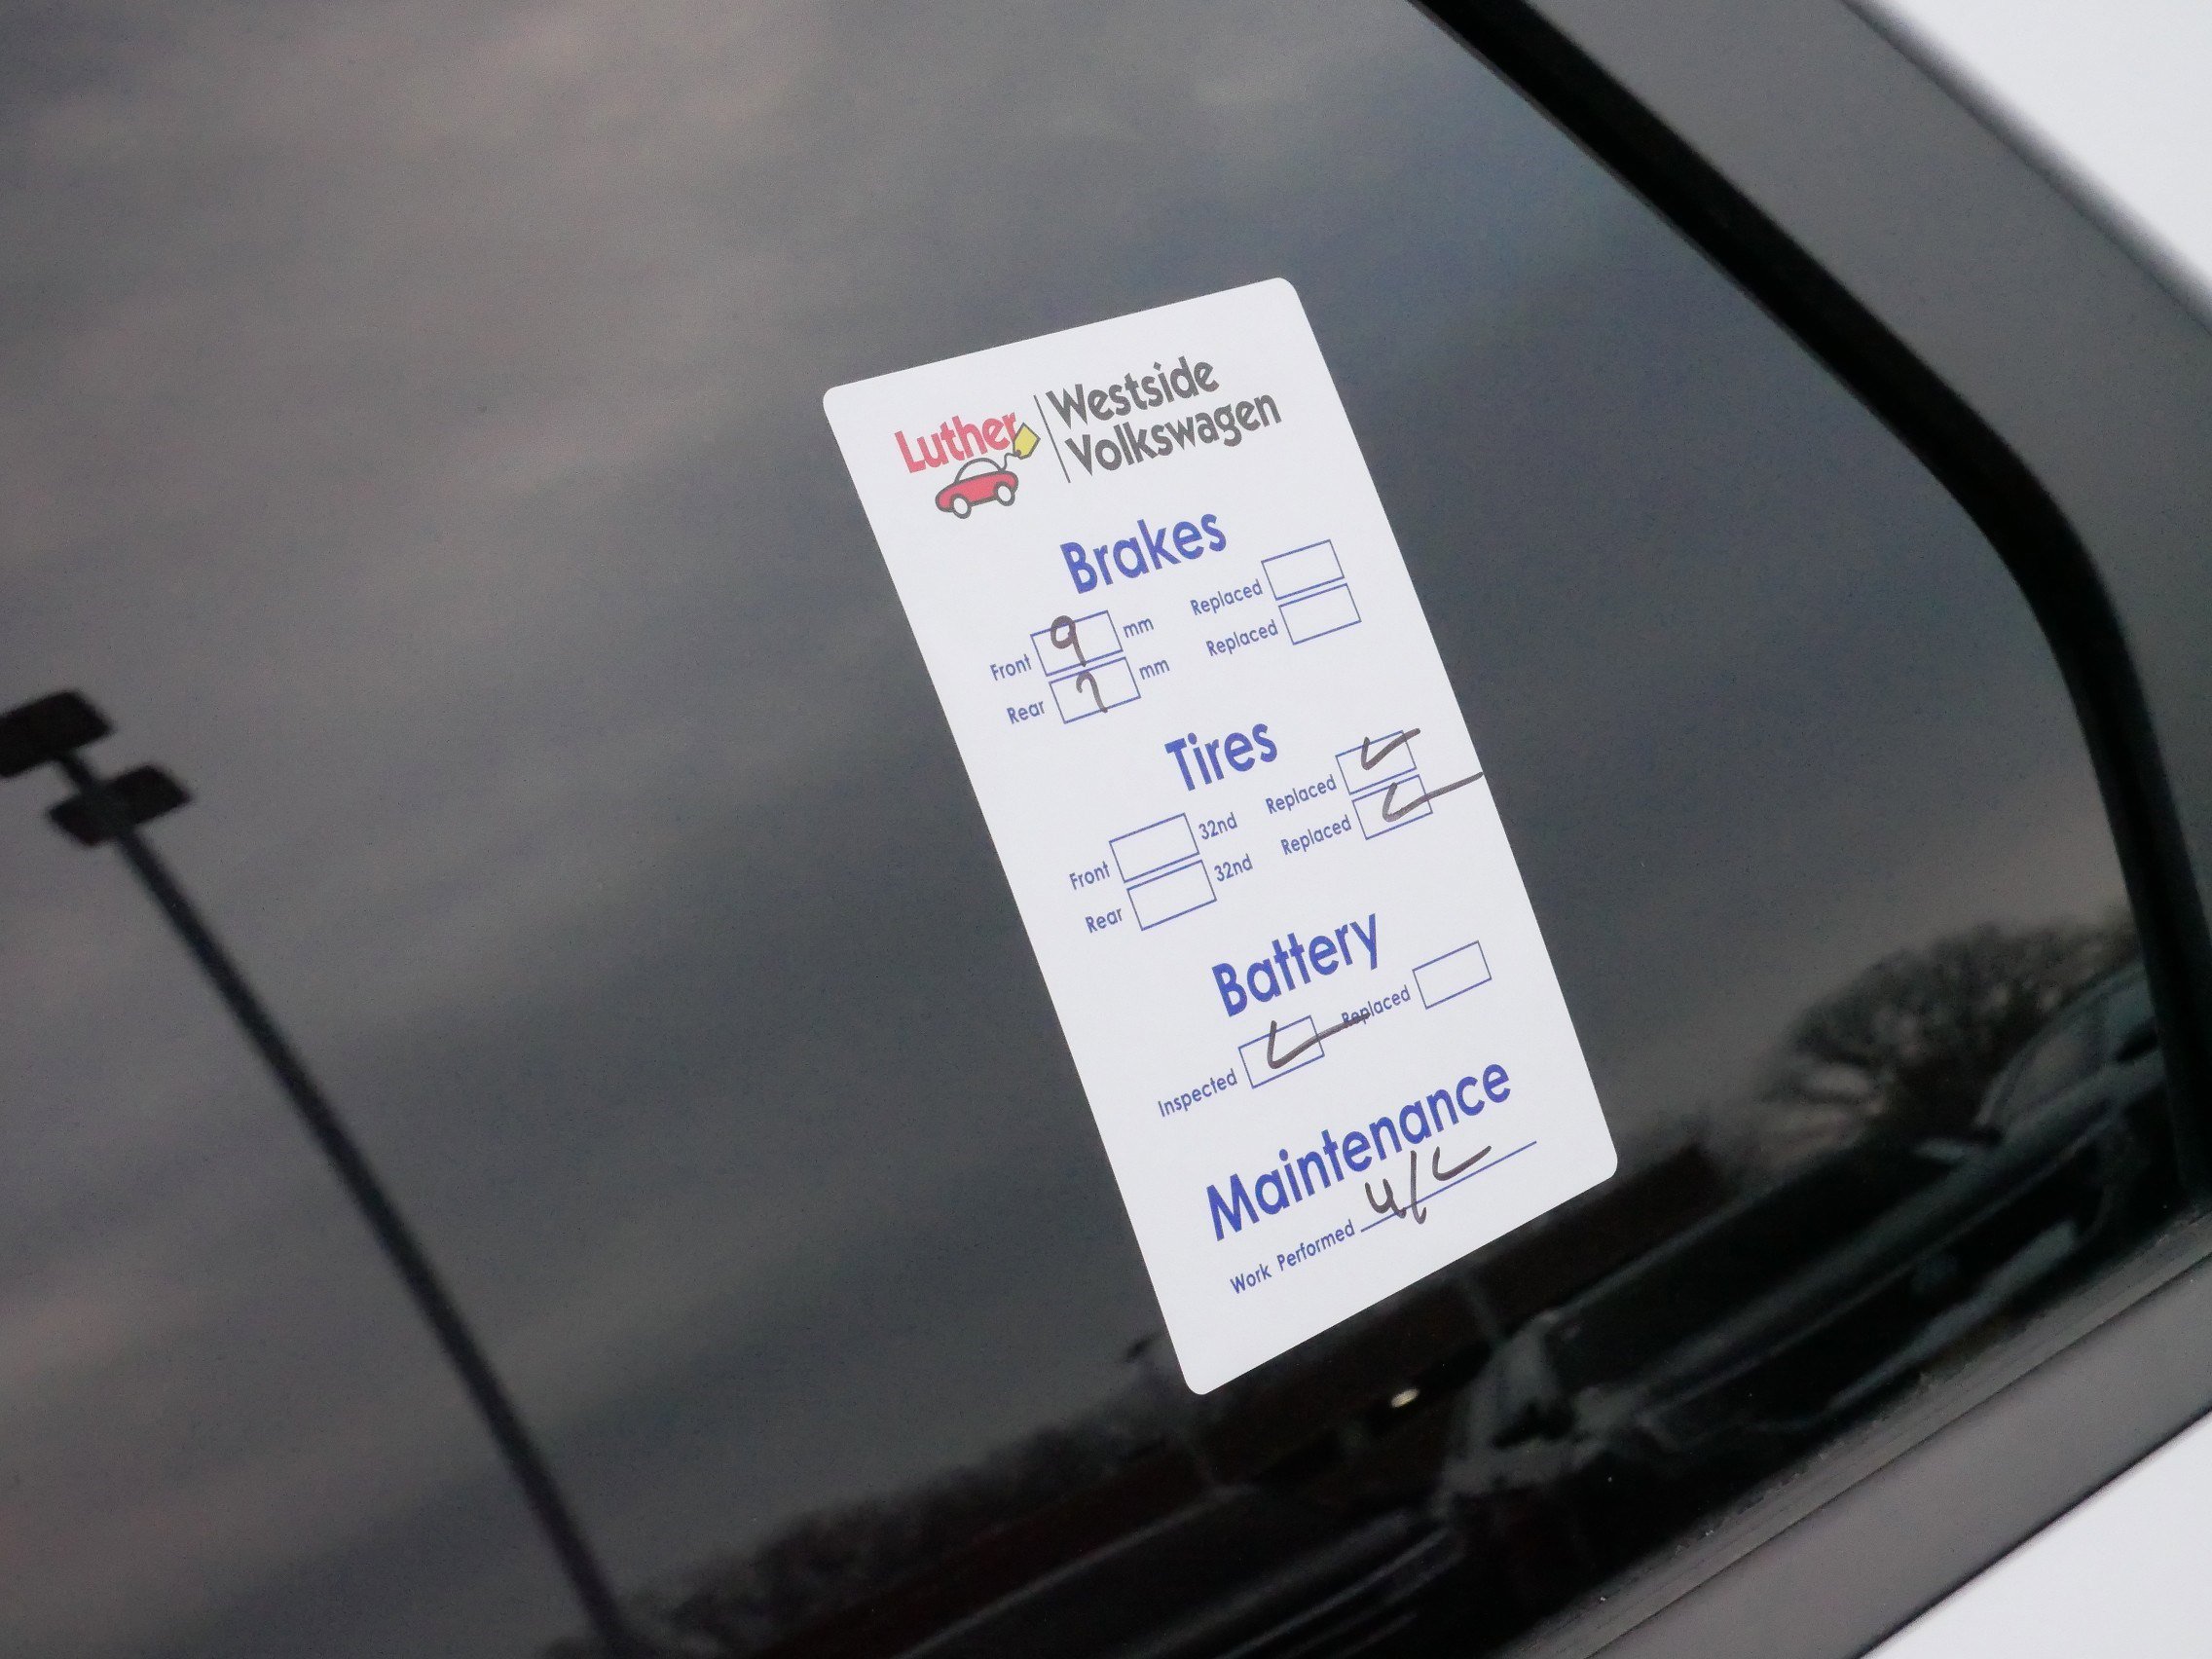 Luther Westside
Volkswagen
Brakes
Front 9 mm Replaced
Rear 7 mm Replaced
Tires
Front 32nd Replaced ✓
Rear 32nd Replaced ✓
Battery
Inspected ✓ Replaced
Maintenance
Work Performed u/c